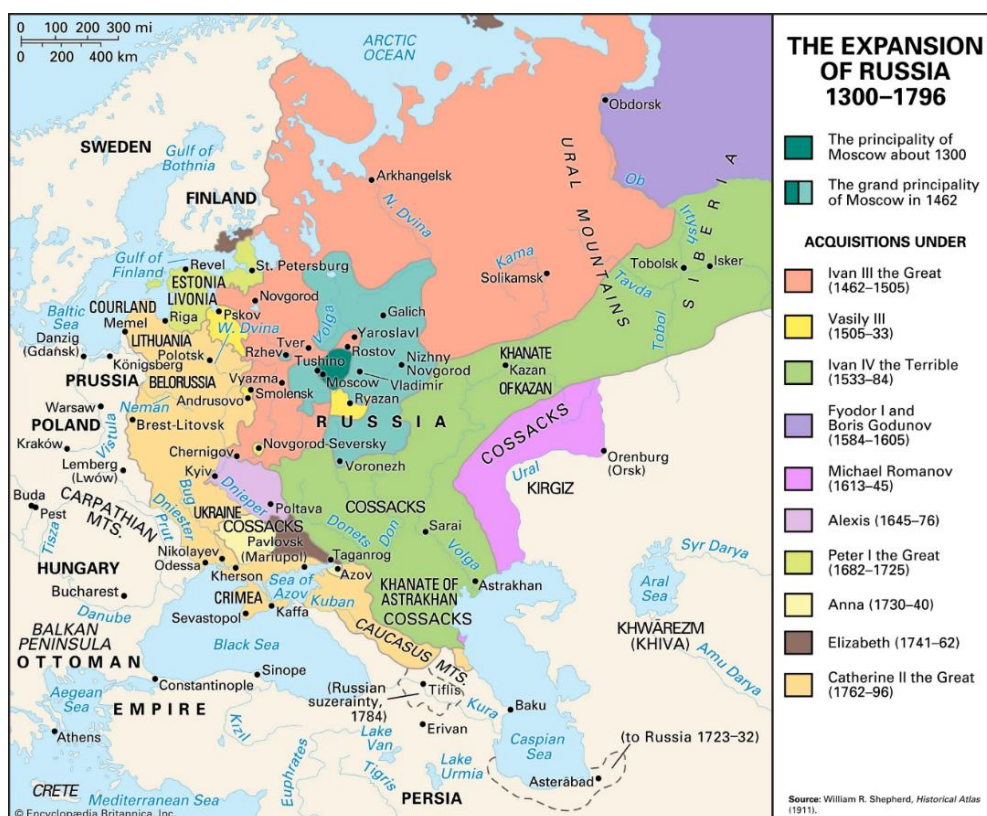 0 100 200 300 mi
0 200 400 km
ARCTIC
OCEAN
SWEDEN
Gulf of
Bothnia
FINLAND
Obdorsk
Arkhangelsk
N. Dvina
URAL MOUNTAINS
Ob
SIBERIA
Irtysh
Tobolsk
Isker
Kama
Solikamsk
Tavda
Tobol
Gulf of
Finland
Revel
ESTONIA
St. Petersburg
LIVONIA
Novgorod
COURLAND
Riga
Pskov
Baltic
Sea
Memel
W. Dvina
Volga
Galich
Yaroslavl
LITHUANIA
Tver
Rostov
Danzig
(Gdańsk)
Königsberg
Polotsk
Rzhev
Tushino
Nizhny
Novgorod
KHANATE
Kazan
OF KAZAN
PRUSSIA
BELORUSSIA
Vyazma
Moscow
Vladimir
Neman
Andrusovo
Smolensk
Ryazan
Warsaw
POLAND
Brest-Litovsk
RUSSIA
COSSACKS
Kraków
Vistula
Chernigov
Novgorod-Seversky
Lemberg
(Lwów)
Kyiv
Voronezh
Ural
Orenburg
(Orsk)
KIRGIZ
Buda
Pest
CARPATHIAN
MTS.
Tisza
Bug
Dniester
Prut
Dnieper
Poltava
UKRAINE
COSSACKS
Donets
Don
COSSACKS
Sarai
Volga
Pavlovsk
(Mariupol)
Taganrog
HUNGARY
Nikolayev
Odessa
Kherson
Azov
KHANATE OF
ASTRAKHAN
COSSACKS
Astrakhan
Syr Darya
Aral
Sea
Bucharest
CRIMEA
Sea of
Azov
Kuban
Danube
Sevastopol
Kaffa
KHWĀREZM
(KHIVA)
Amu Darya
BALKAN
PENINSULA
Black Sea
CAUCASUS MTS.
OTTOMAN
EMPIRE
Constantinople
Sinope
(Russian
suzerainty,
1784)
Tiflis
Kura
Baku
Aegean
Sea
Erivan
Kızıl
Lake
Van
Caspian
Sea
(to Russia 1723–32)
Athens
Euphrates
Tigris
Lake
Urmia
Asterābad
CRETE
Mediterranean Sea
PERSIA
© Encyclopædia Britannica, Inc.
THE EXPANSION
OF RUSSIA
1300–1796
The principality of
Moscow about 1300
The grand principality
of Moscow in 1462
ACQUISITIONS UNDER
Ivan III the Great
(1462–1505)
Vasily III
(1505–33)
Ivan IV the Terrible
(1533–84)
Fyodor I and
Boris Godunov
(1584–1605)
Michael Romanov
(1613–45)
Alexis (1645–76)
Peter I the Great
(1682–1725)
Anna (1730–40)
Elizabeth (1741–62)
Catherine II the Great
(1762–96)
Source: William R. Shepherd, Historical Atlas
(1911).